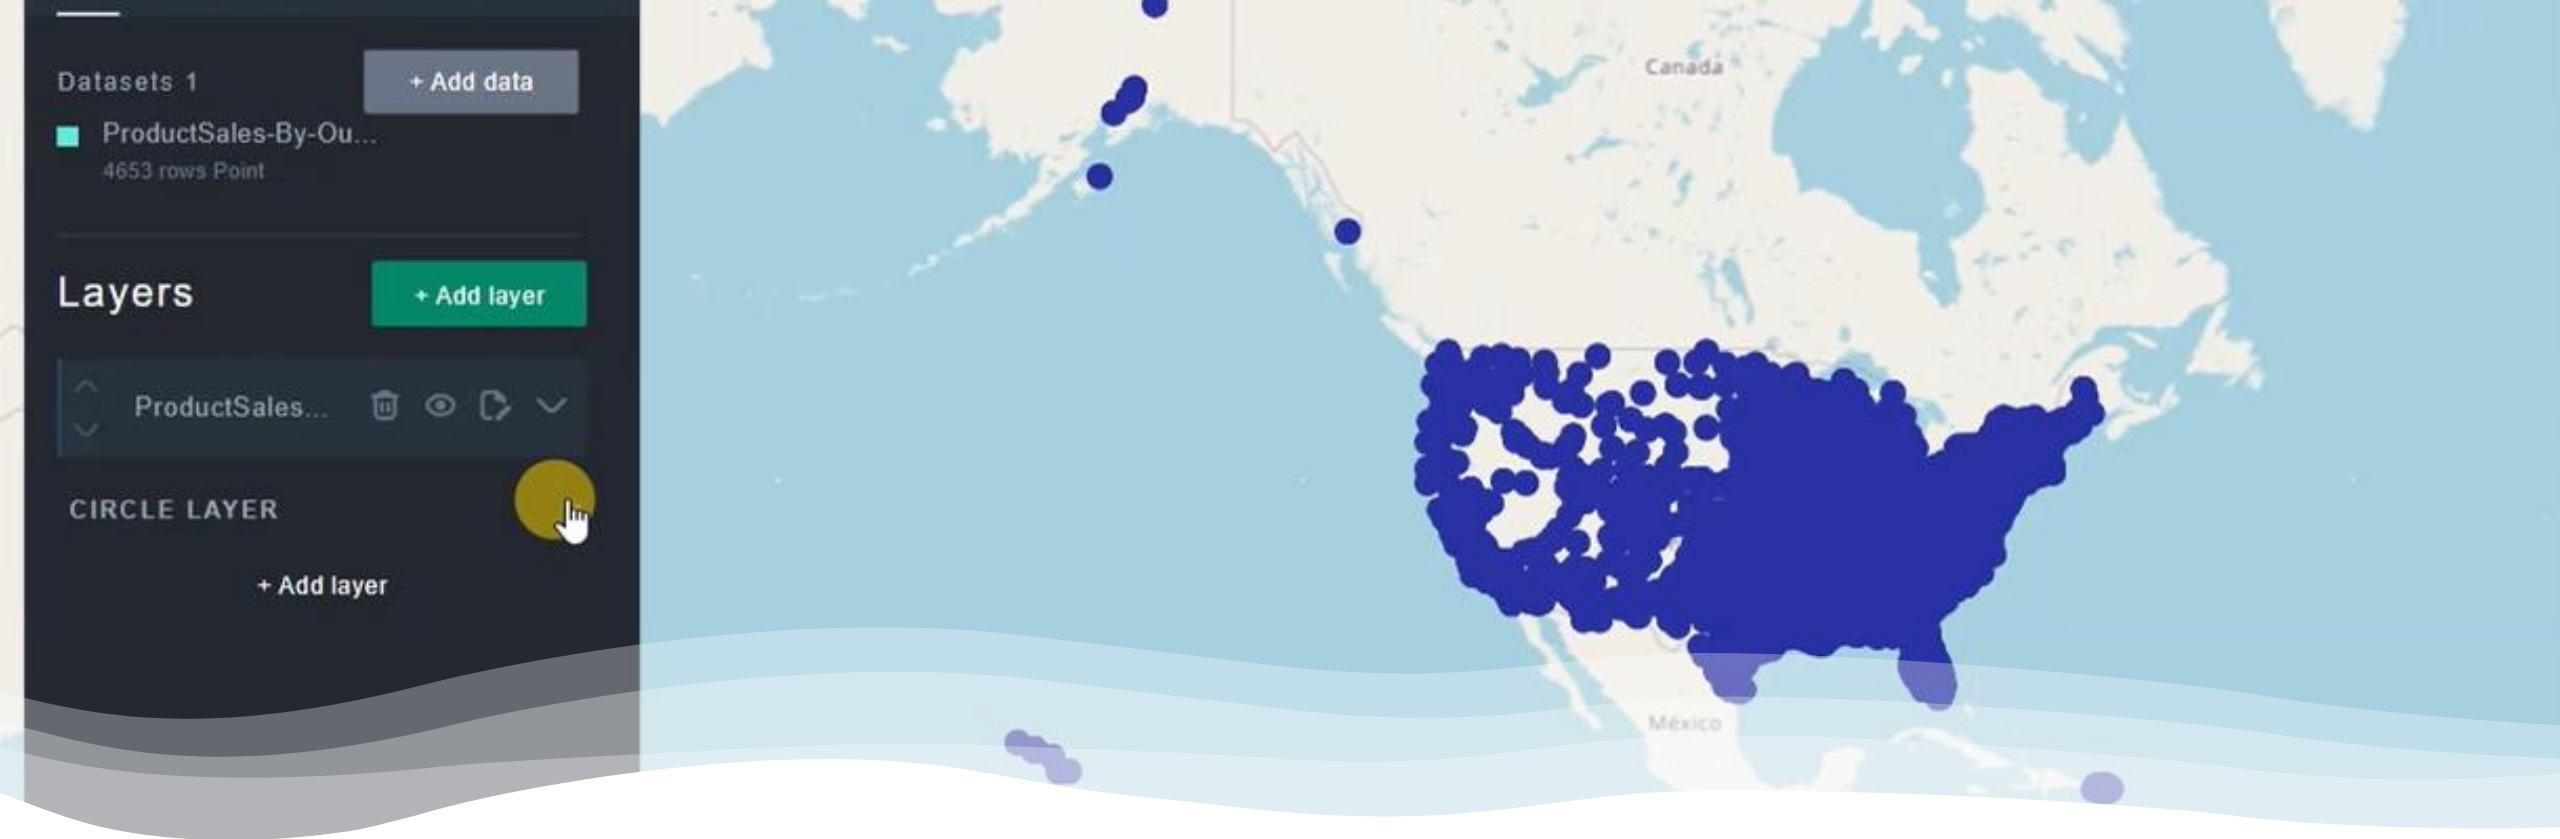 Datasets 1
+ Add data
ProductSales-By-Ou...
4653 rows Point
Layers
+ Add layer
ProductSales...
CIRCLE LAYER
+ Add layer
Canada
México